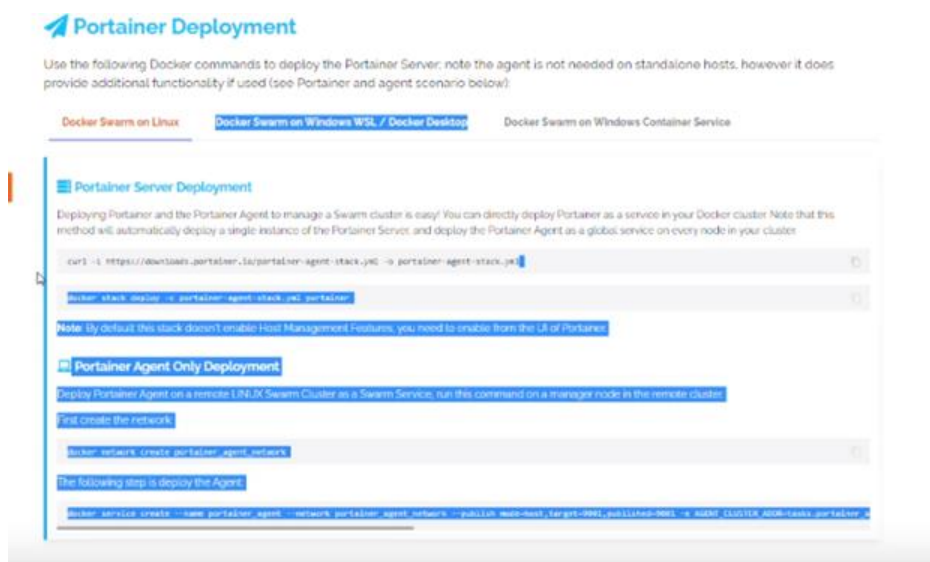 Portainer Deployment
Use the following Docker commands to deploy the Portainer Server; note the agent is not needed on standalone hosts, however it does
provide additional functionality if used (see Portainer and agent scenario below):
Docker Swarm on Linux
Docker Swarm on Windows WSL / Docker Desktop
Docker Swarm on Windows Container Service
Portainer Server Deployment
Deploying Portainer and the Portainer Agent to manage a Swarm cluster is easy! You can directly deploy Portainer as a service in your Docker cluster. Note that this
method will automatically deploy a single instance of the Portainer Server, and deploy the Portainer Agent as a global service on every node in your cluster.
curl -L https://downloads.portainer.io/portainer-agent-stack.yml -o portainer-agent-stack.yml
docker stack deploy -c portainer-agent-stack.yml portainer
Note: By default this stack doesn't enable Host Management Features, you need to enable from the UI of Portainer.
Portainer Agent Only Deployment
Deploy Portainer Agent on a remote LINUX Swarm Cluster as a Swarm Service, run this command on a manager node in the remote cluster.
First create the network:
docker network create portainer_agent_network
The following step is deploy the Agent:
docker service create --name portainer_agent --network portainer_agent_network --publish mode=host,target=9001,published=9001 -e AGENT_CLUSTER_ADDR=tasks.portainer_a